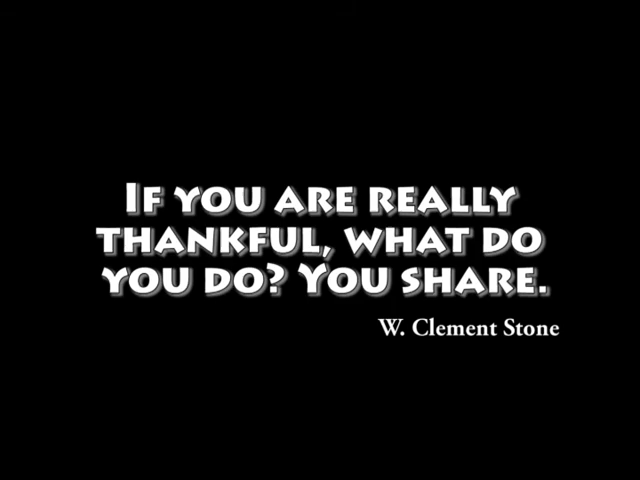 If you are really
thankful, what do
you do? You share.
W. Clement Stone